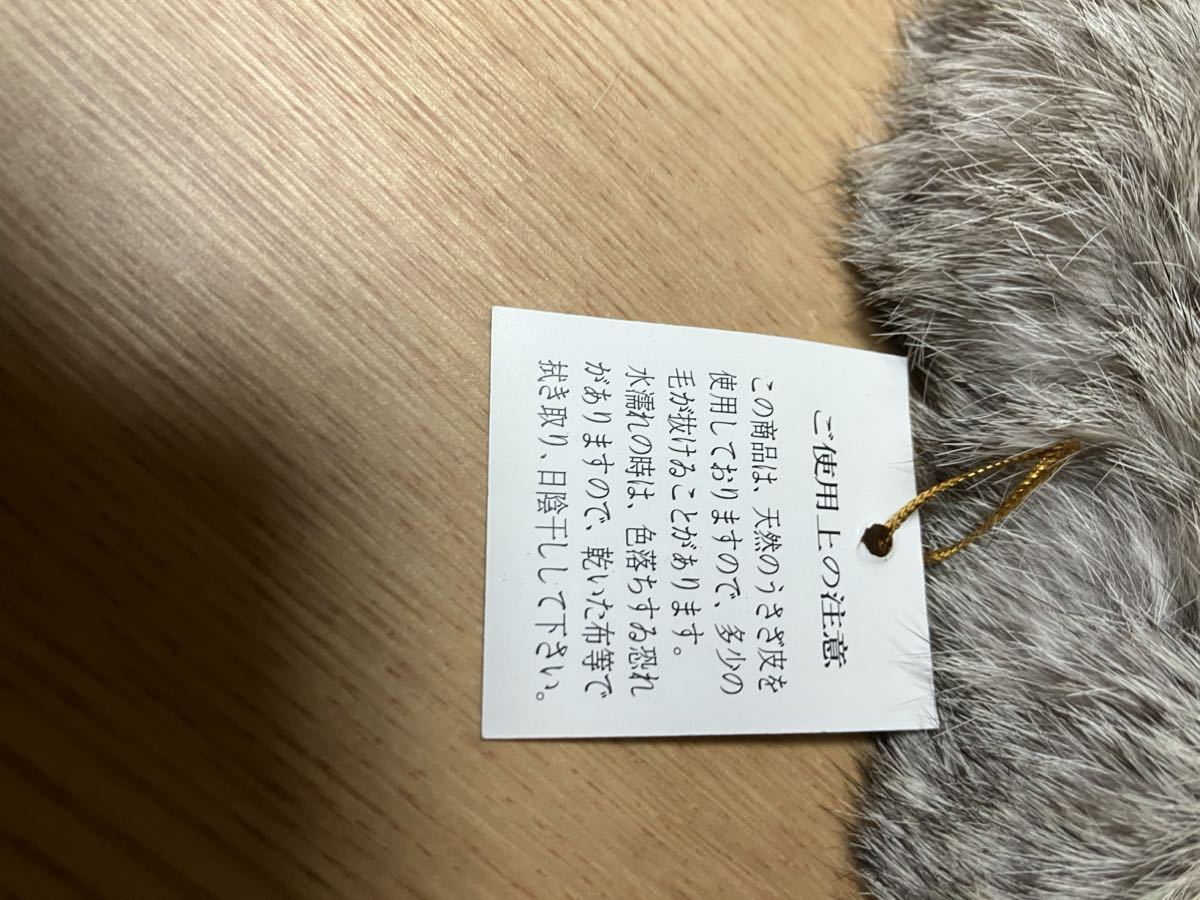 ご使用上の注意
この商品は、天然のうさぎ皮を
使用しておりますので、多少の
毛が抜けることがあります。
水濡れの時は、色落ちする恐れ
がありますので、乾いた布等で
拭き取り、日陰干しして下さい。